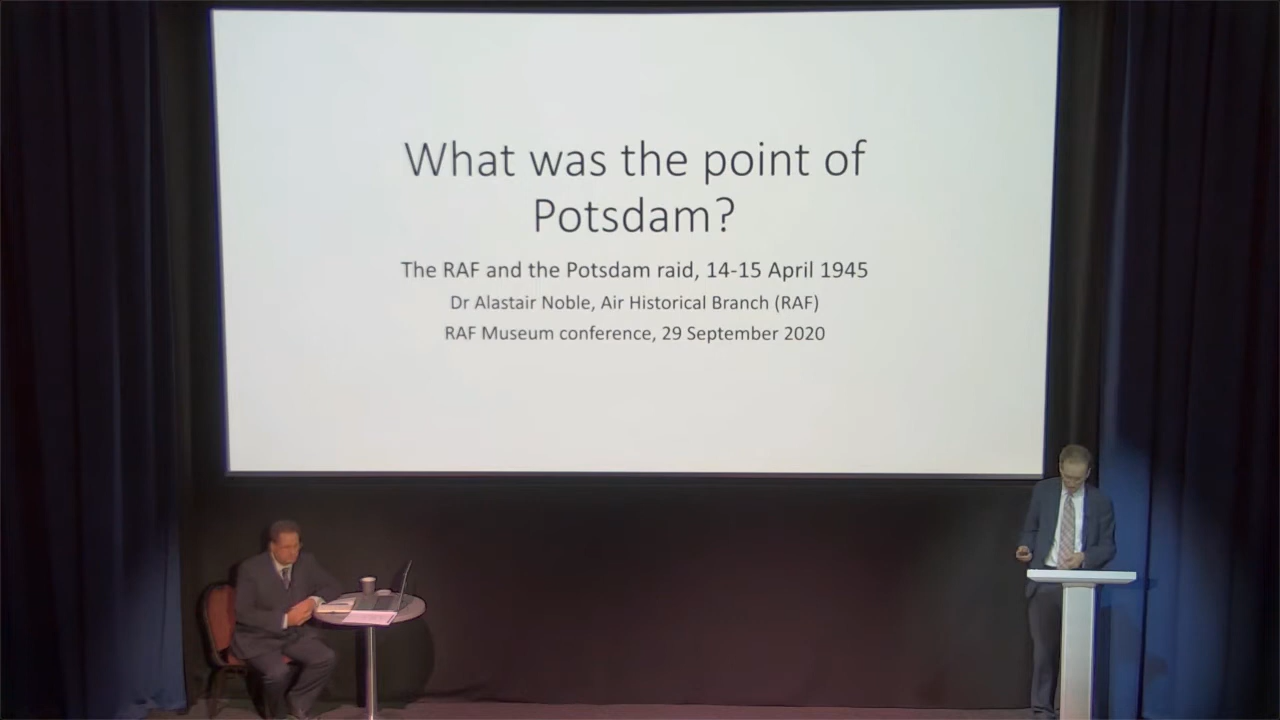 What was the point of
Potsdam?
The RAF and the Potsdam raid, 14-15 April 1945
Dr Alastair Noble, Air Historical Branch (RAF)
RAF Museum conference, 29 September 2020